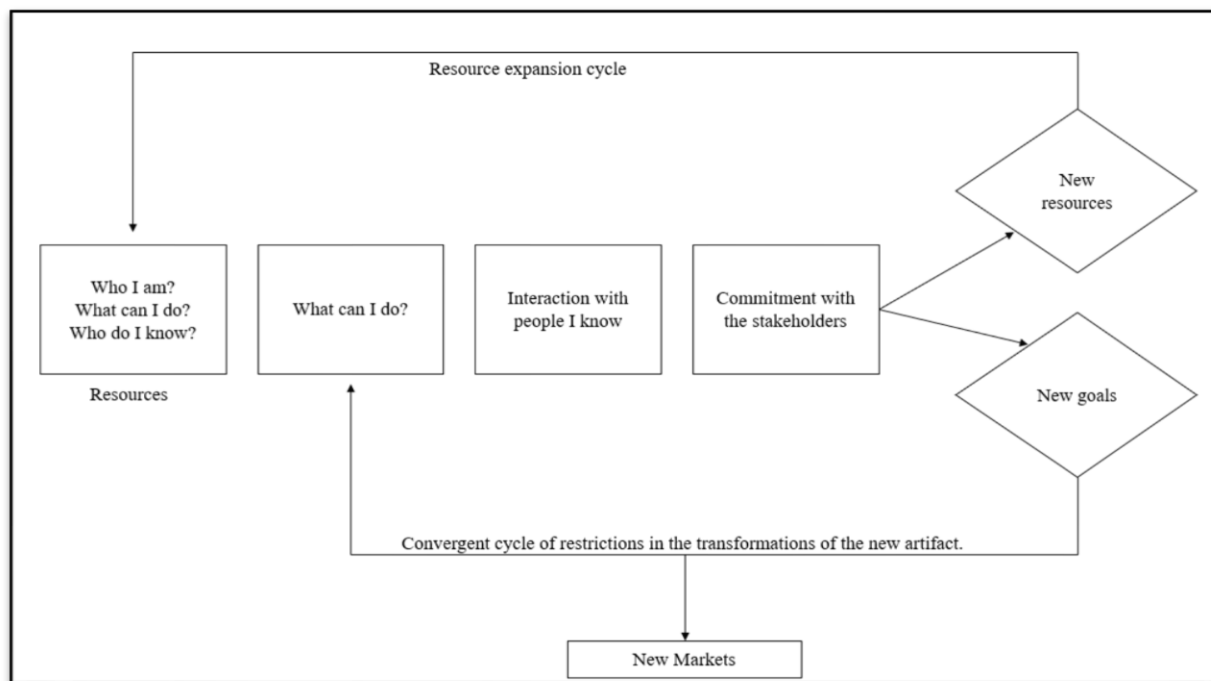 Resource expansion cycle
New
resources
Who I am?
What can I do?
Who do I know?
What can I do?
Interaction with
people I know
Commitment with
the stakeholders
Resources
New goals
Convergent cycle of restrictions in the transformations of the new artifact.
New Markets